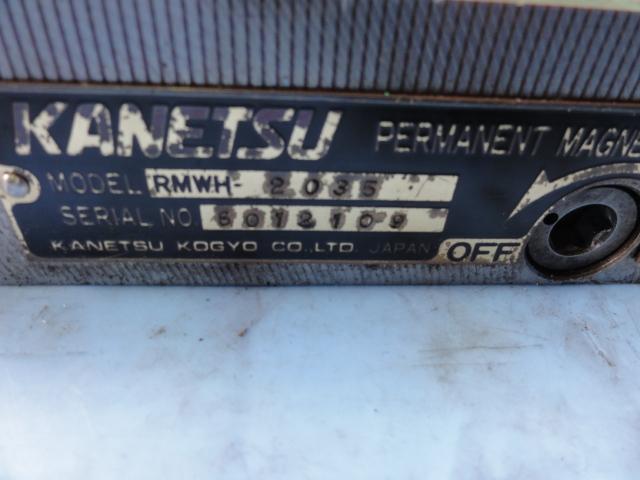 KANETSU PERMANENT MAGNE
MODEL RMWH- 2035
SERIAL NO. 6012109
KANETSU KOGYO CO.,LTD. JAPAN
OFF